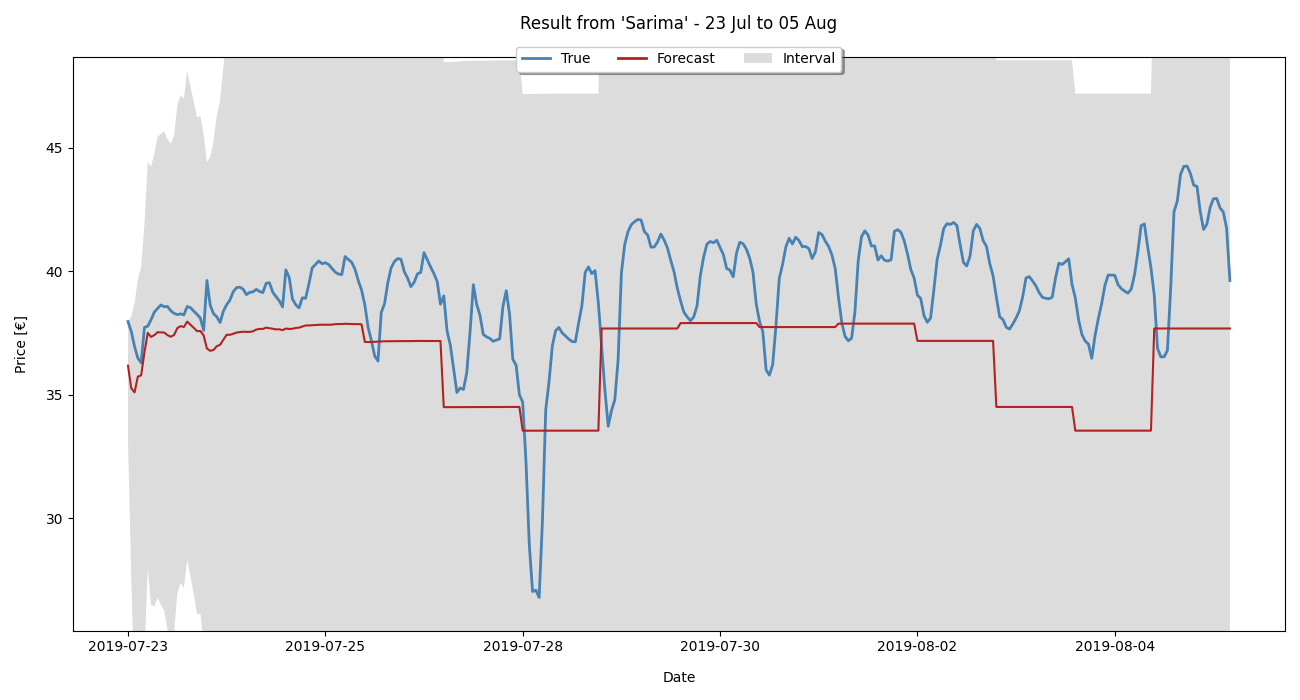 Result from 'Sarima' - 23 Jul to 05 Aug
True Forecast Interval
45
40
35
30
Price [€]
2019-07-23 2019-07-25 2019-07-28 2019-07-30 2019-08-02 2019-08-04
Date